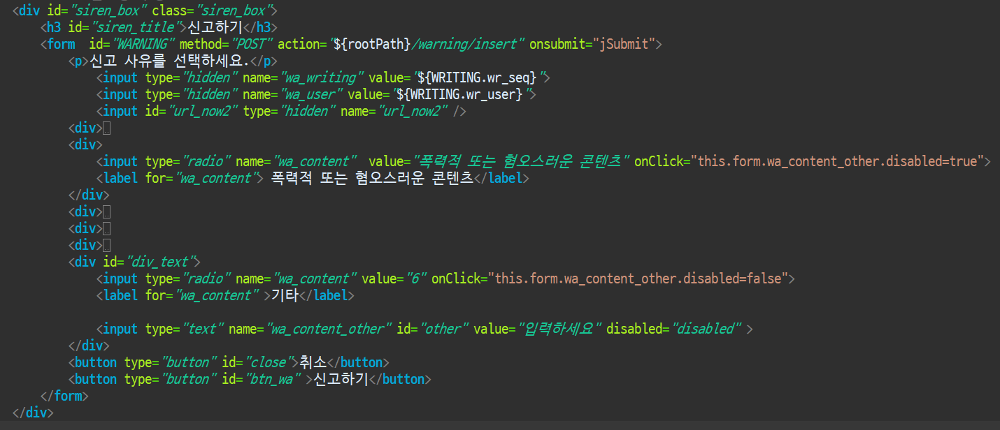 <div id="siren_box" class="siren_box">
<h3 id="siren_title">신고하기</h3>
<form  id="WARNING" method="POST" action="${rootPath}/warning/insert" onsubmit="jSubmit">
<p>신고 사유를 선택하세요.</p>
<input type="hidden" name="wa_writing" value="${WRITING.wr_seq}">
<input type="hidden" name="wa_user" value="${WRITING.wr_user}">
<input id="url_now2" type="hidden" name="url_now2" />
<div>
<div>
<input type="radio" name="wa_content"  value="폭력적 또는 혐오스러운 콘텐츠" onClick="this.form.wa_content_other.disabled=true">
<label for="wa_content"> 폭력적 또는 혐오스러운 콘텐츠</label>
</div>
<div>
<div>
<div>
<div id="div_text">
<input type="radio" name="wa_content" value="6" onClick="this.form.wa_content_other.disabled=false">
<label for="wa_content" >기타</label>
<input type="text" name="wa_content_other" id="other" value="입력하세요" disabled="disabled" >
</div>
<button type="button" id="close">취소</button>
<button type="button" id="btn_wa" >신고하기</button>
</form>
</div>